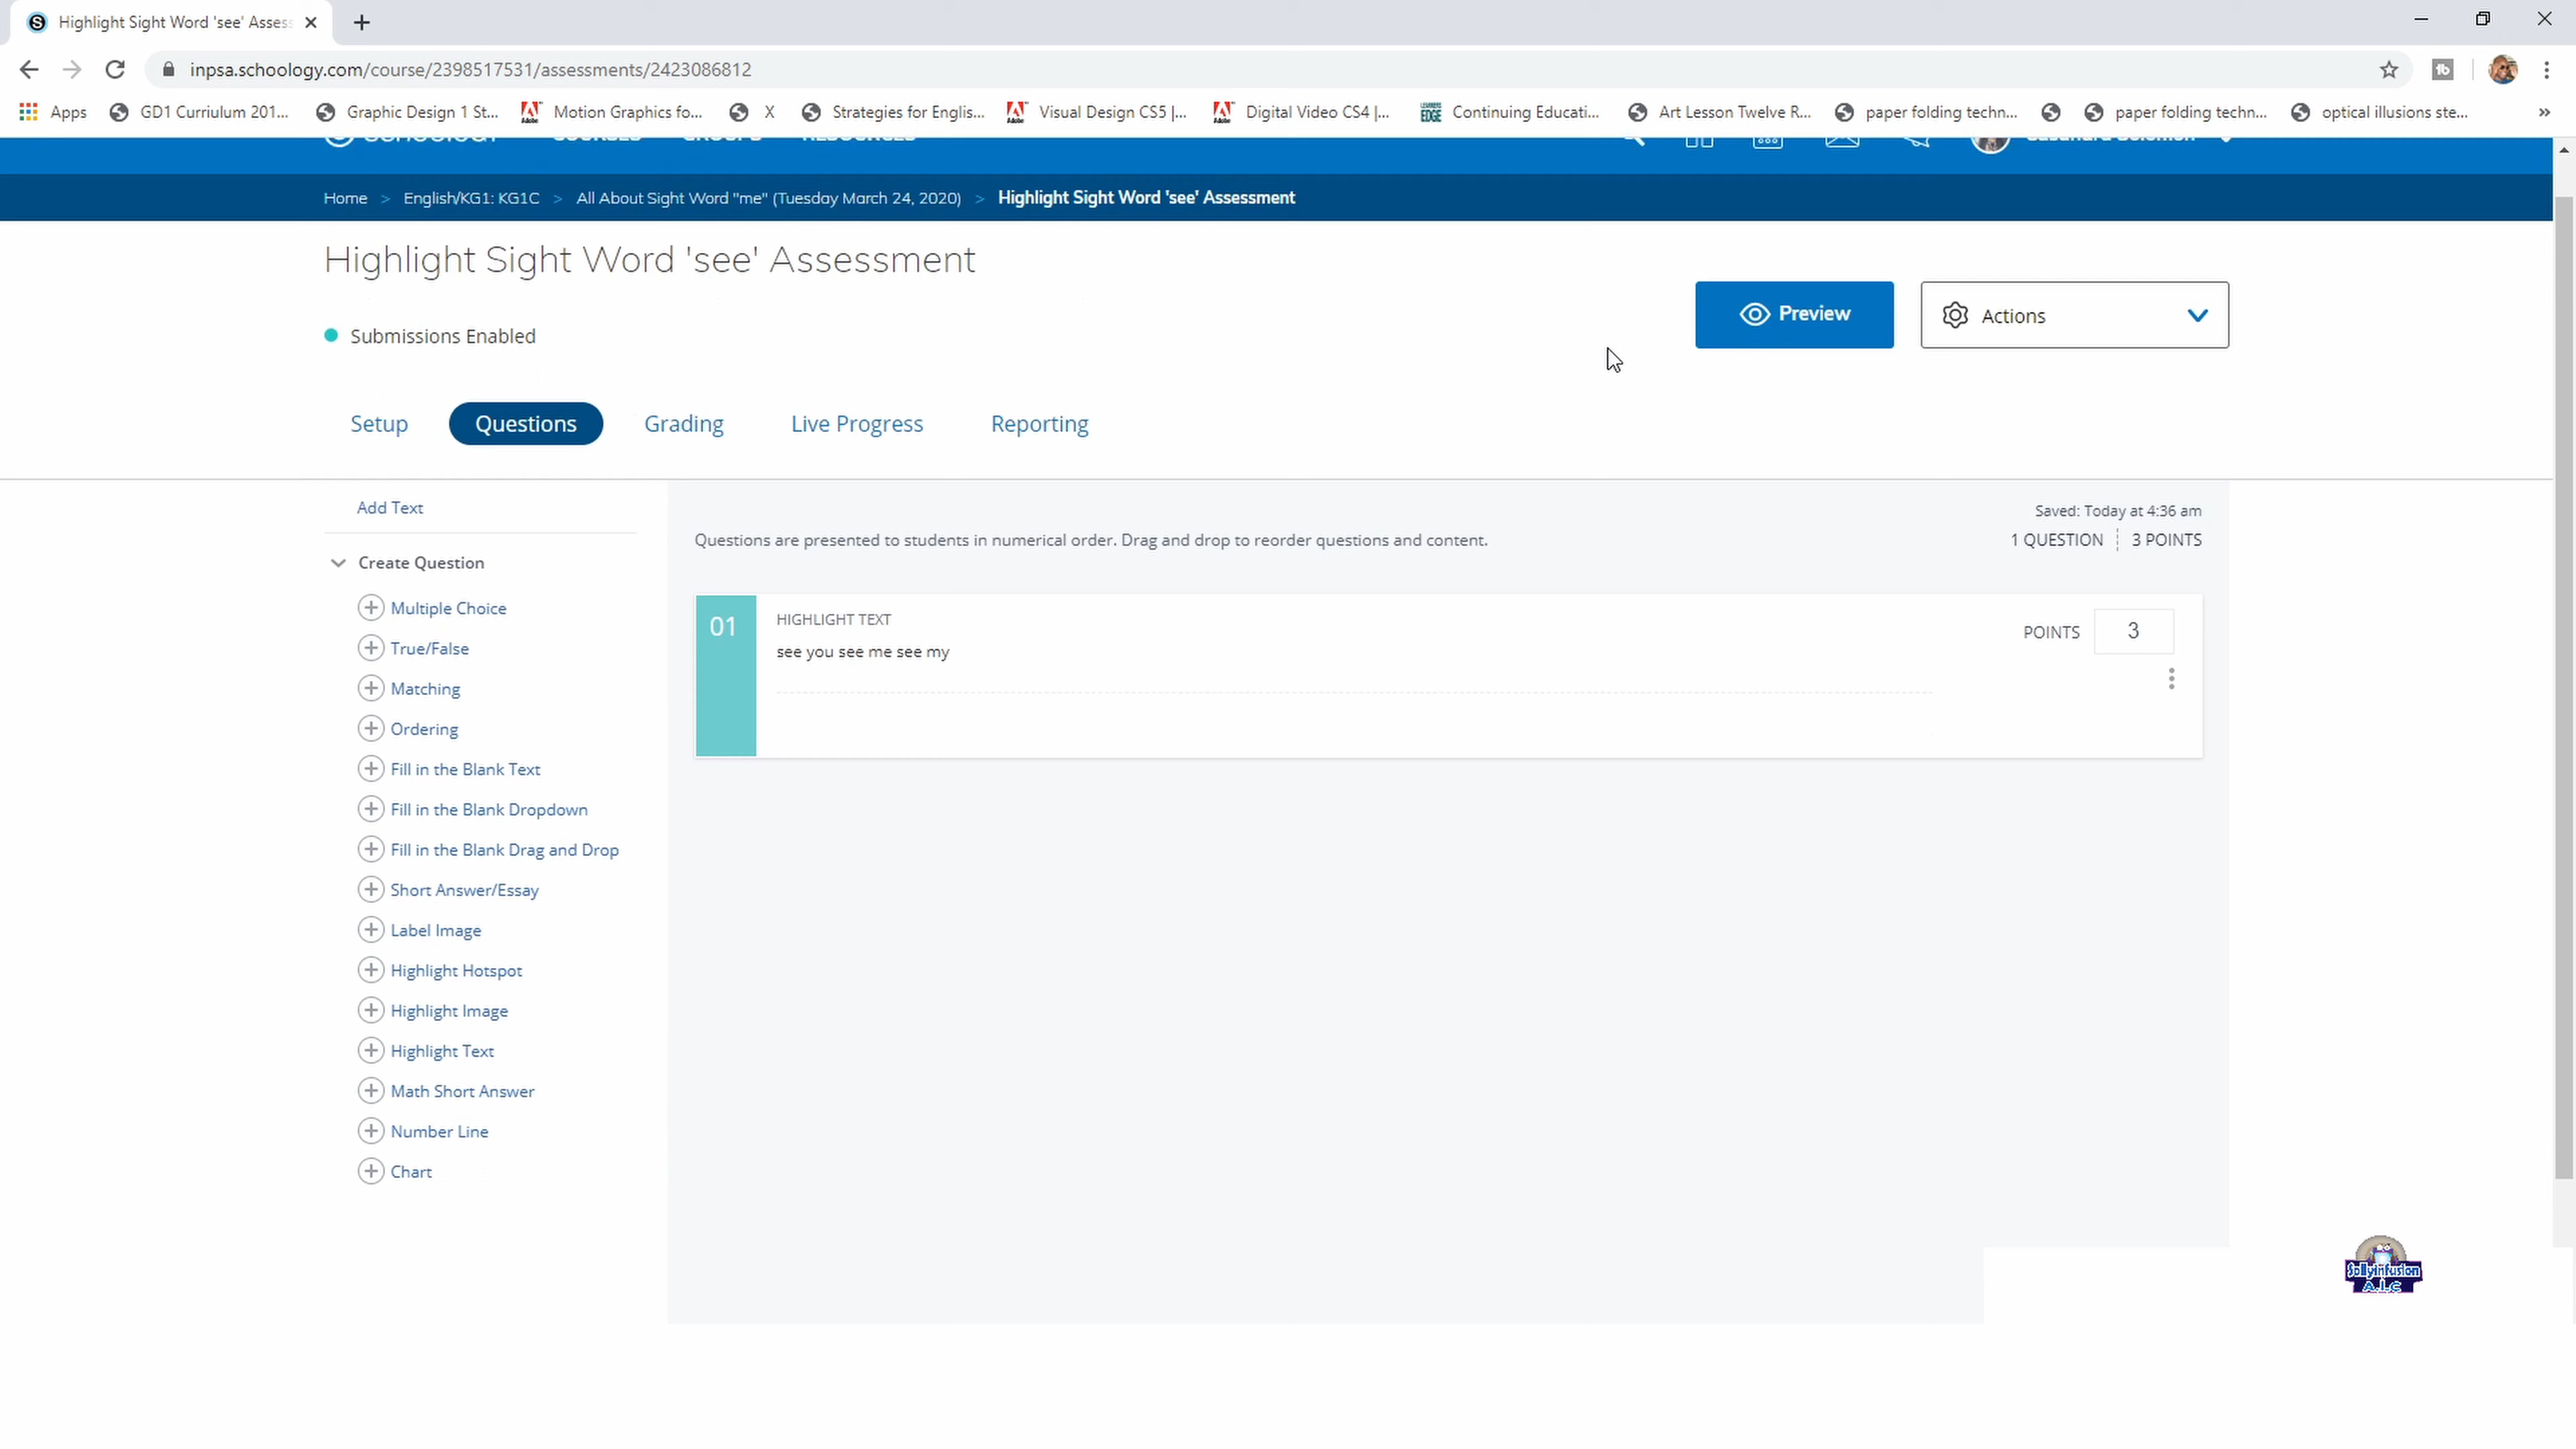 Highlight Sight Word 'see' Assess
inpsa.schoology.com/course/2398517531/assessments/2423086812
Apps GD1 Curriulum 201... Graphic Design 1 St... Motion Graphics fo... X Strategies for Englis... Visual Design CS5 |... Digital Video CS4 |... LEARNERS EDGE Continuing Educati... Art Lesson Twelve R... paper folding techn... paper folding techn... optical illusions ste... »
schoology COURSES GROUPS RESOURCES
Home > English/KG1: KG1C > All About Sight Word "me" (Tuesday March 24, 2020) > Highlight Sight Word 'see' Assessment
Highlight Sight Word 'see' Assessment
Preview
Actions
Submissions Enabled
Setup Questions Grading Live Progress Reporting
Add Text
Create Question
Multiple Choice
True/False
Matching
Ordering
Fill in the Blank Text
Fill in the Blank Dropdown
Fill in the Blank Drag and Drop
Short Answer/Essay
Label Image
Highlight Hotspot
Highlight Image
Highlight Text
Math Short Answer
Number Line
Chart
Saved: Today at 4:36 am
Questions are presented to students in numerical order. Drag and drop to reorder questions and content.
1 QUESTION 3 POINTS
01
HIGHLIGHT TEXT
see you see me see my
POINTS 3
Sollyinfusion
A.I.C